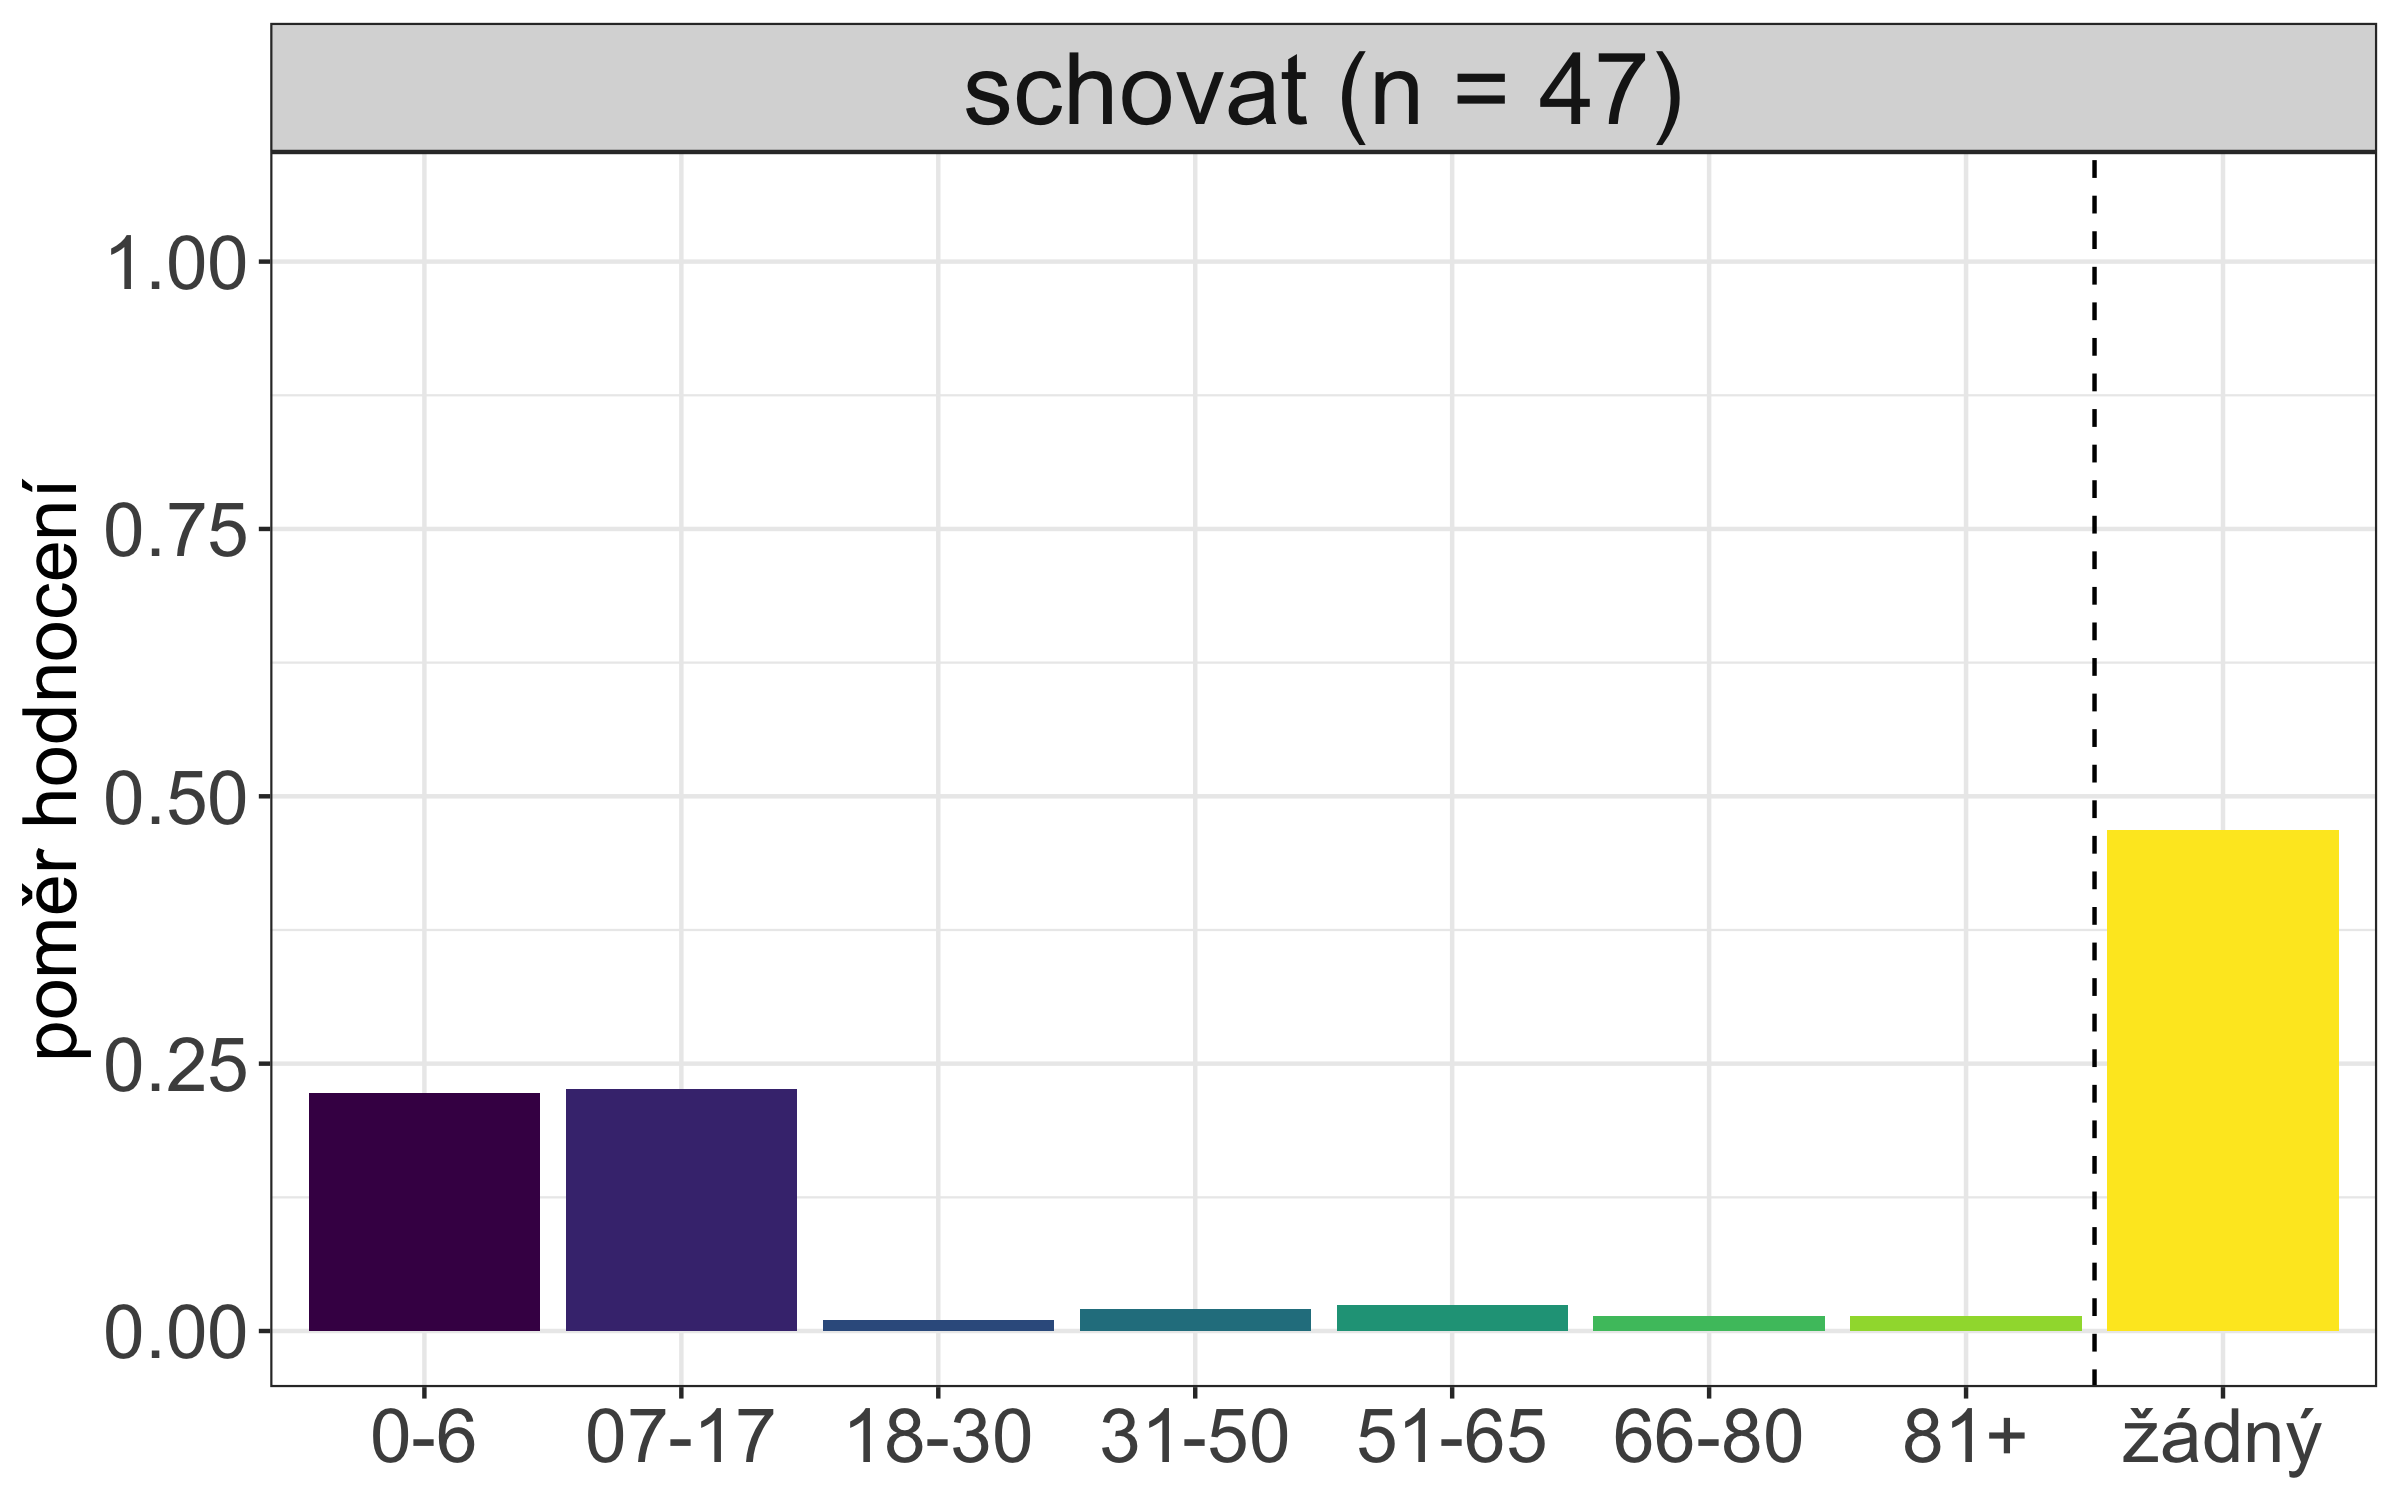 schovat (n = 47)
poměr hodnocení
1.00
0.75
0.50
0.25
0.00
0-6 07-17 18-30 31-50 51-65 66-80 81+ žádný